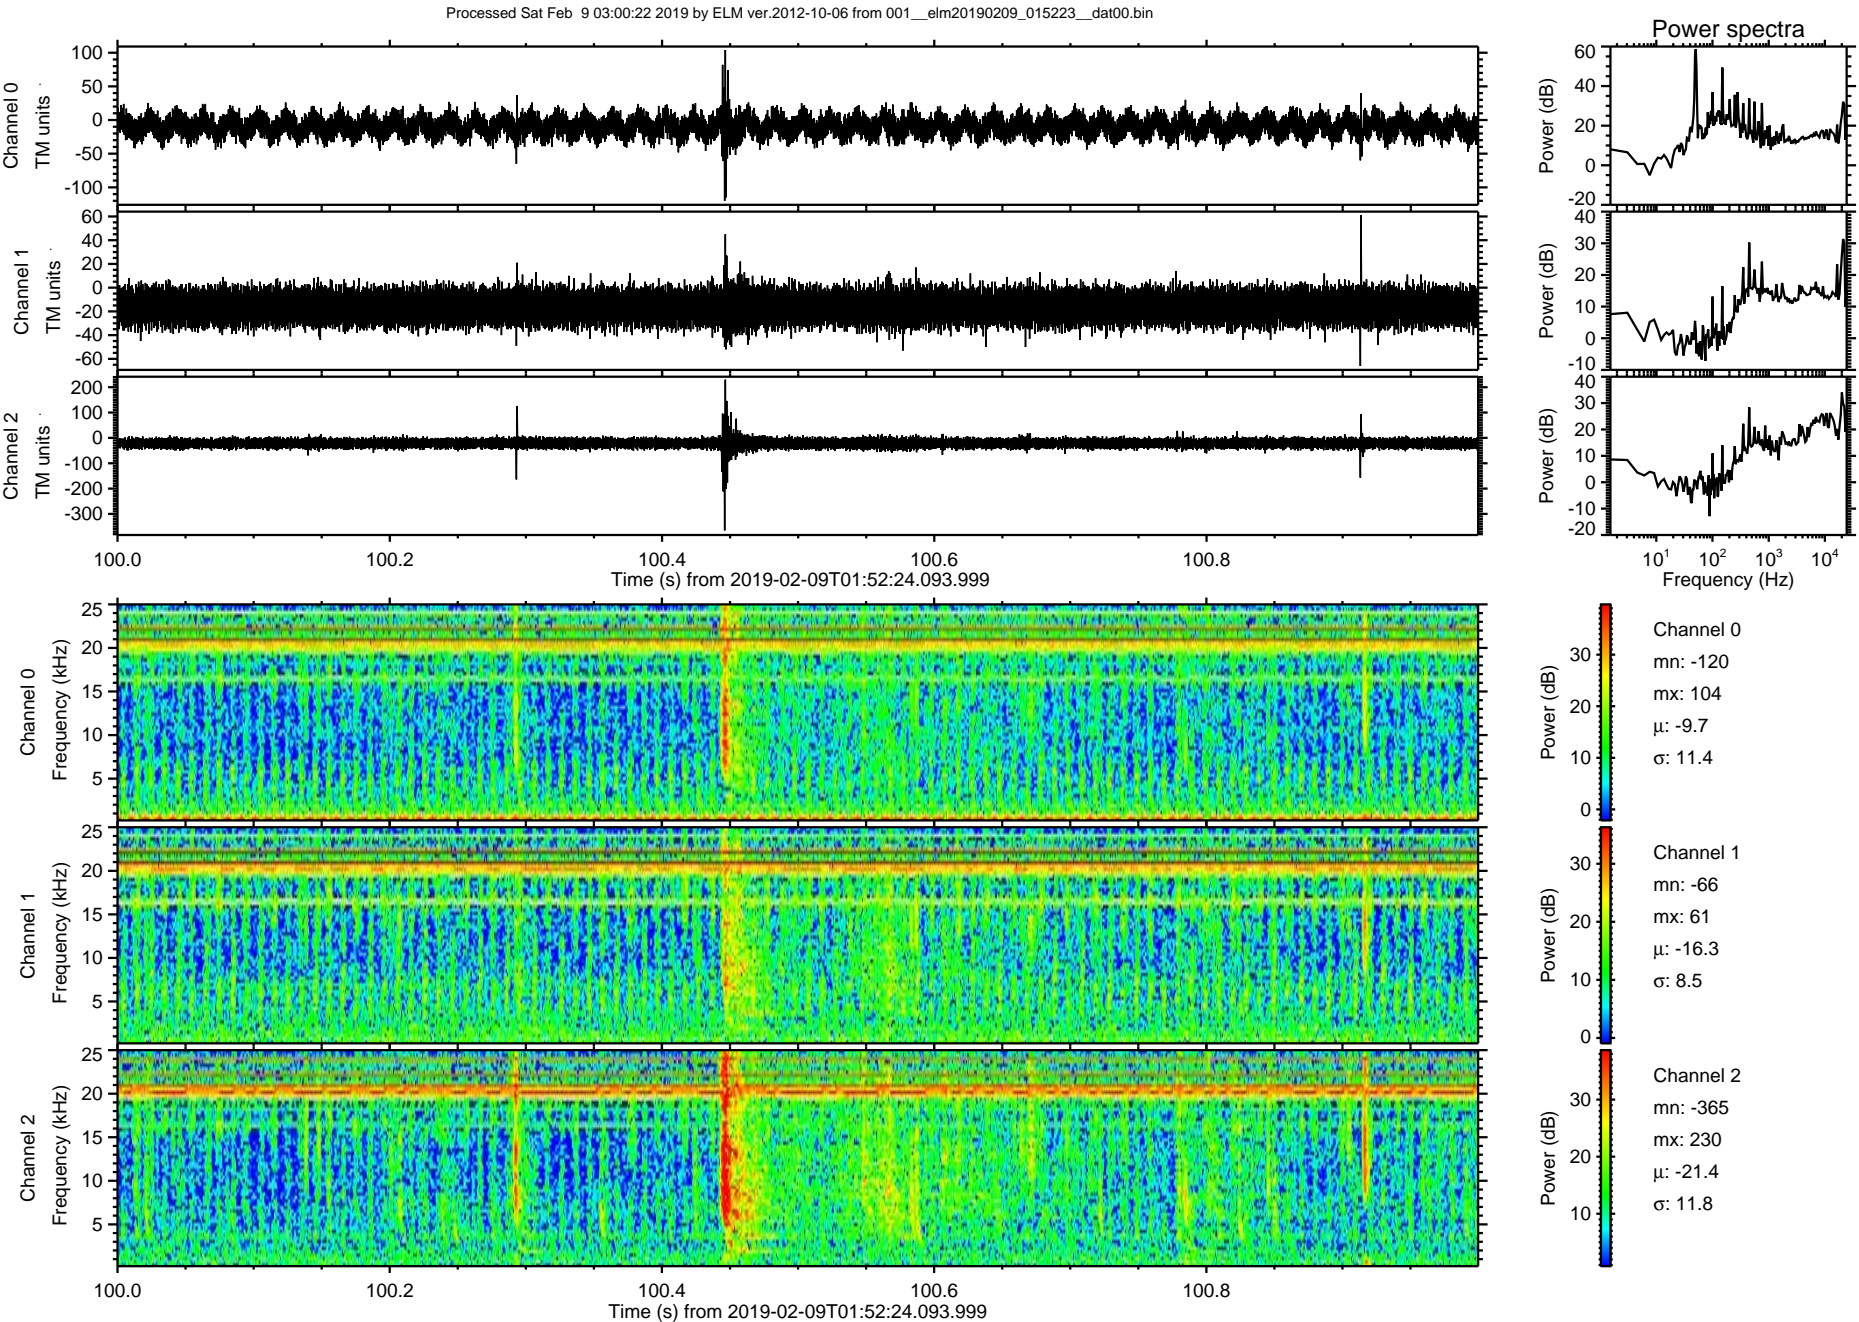 Processed Sat Feb  9 03:00:22 2019 by ELM ver.2012-10-06 from 001__elm20190209_015223__dat00.bin
Power spectra
Channel 0
TM units
100
50
0
-50
-100
Power (dB)
60
40
20
0
-20
Channel 1
TM units
60
40
20
0
-20
-40
-60
Power (dB)
40
30
20
10
0
-10
Channel 2
TM units
200
100
0
-100
-200
-300
Power (dB)
40
30
20
10
0
-10
-20
100.0 100.2 100.4 100.6 100.8
Time (s) from 2019-02-09T01:52:24.093.999
10^1 10^2 10^3 10^4
Frequency (Hz)
Channel 0
Frequency (kHz)
25
20
15
10
5
Power (dB)
30
20
10
0
Channel 0
mn: -120
mx: 104
µ: -9.7
σ: 11.4
Channel 1
Frequency (kHz)
25
20
15
10
5
Power (dB)
30
20
10
0
Channel 1
mn: -66
mx: 61
µ: -16.3
σ: 8.5
Channel 2
Frequency (kHz)
25
20
15
10
5
Power (dB)
30
20
10
Channel 2
mn: -365
mx: 230
µ: -21.4
σ: 11.8
100.0 100.2 100.4 100.6 100.8
Time (s) from 2019-02-09T01:52:24.093.999